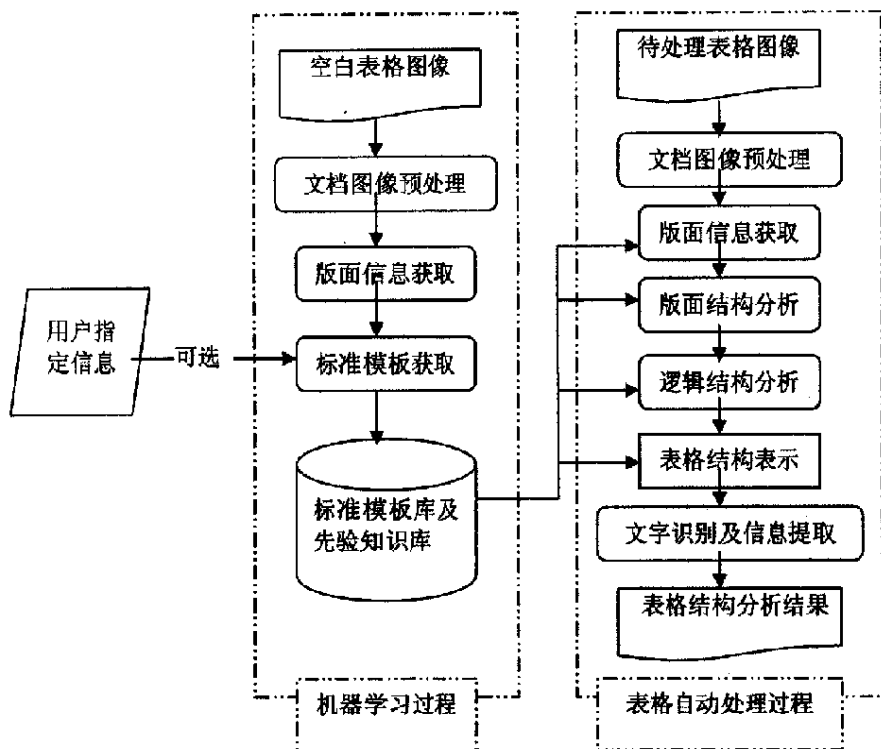 空白表格图像
文档图像预处理
版面信息获取
用户指
定信息
可选
标准模板获取
标准模板库及
先验知识库
机器学习过程
待处理表格图像
文档图像预处理
版面信息获取
版面结构分析
逻辑结构分析
表格结构表示
文字识别及信息提取
表格结构分析结果
表格自动处理过程